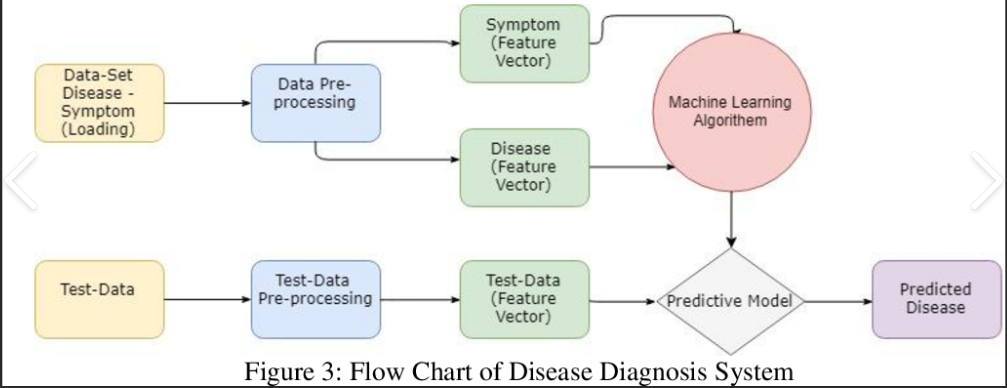 Data-Set
Disease -
Symptom
(Loading)
Data Pre-
processing
Symptom
(Feature
Vector)
Disease
(Feature
Vector)
Machine Learning
Algorithem
Test-Data
Test-Data
Pre-processing
Test-Data
(Feature
Vector)
Predictive Model
Predicted
Disease
Figure 3: Flow Chart of Disease Diagnosis System